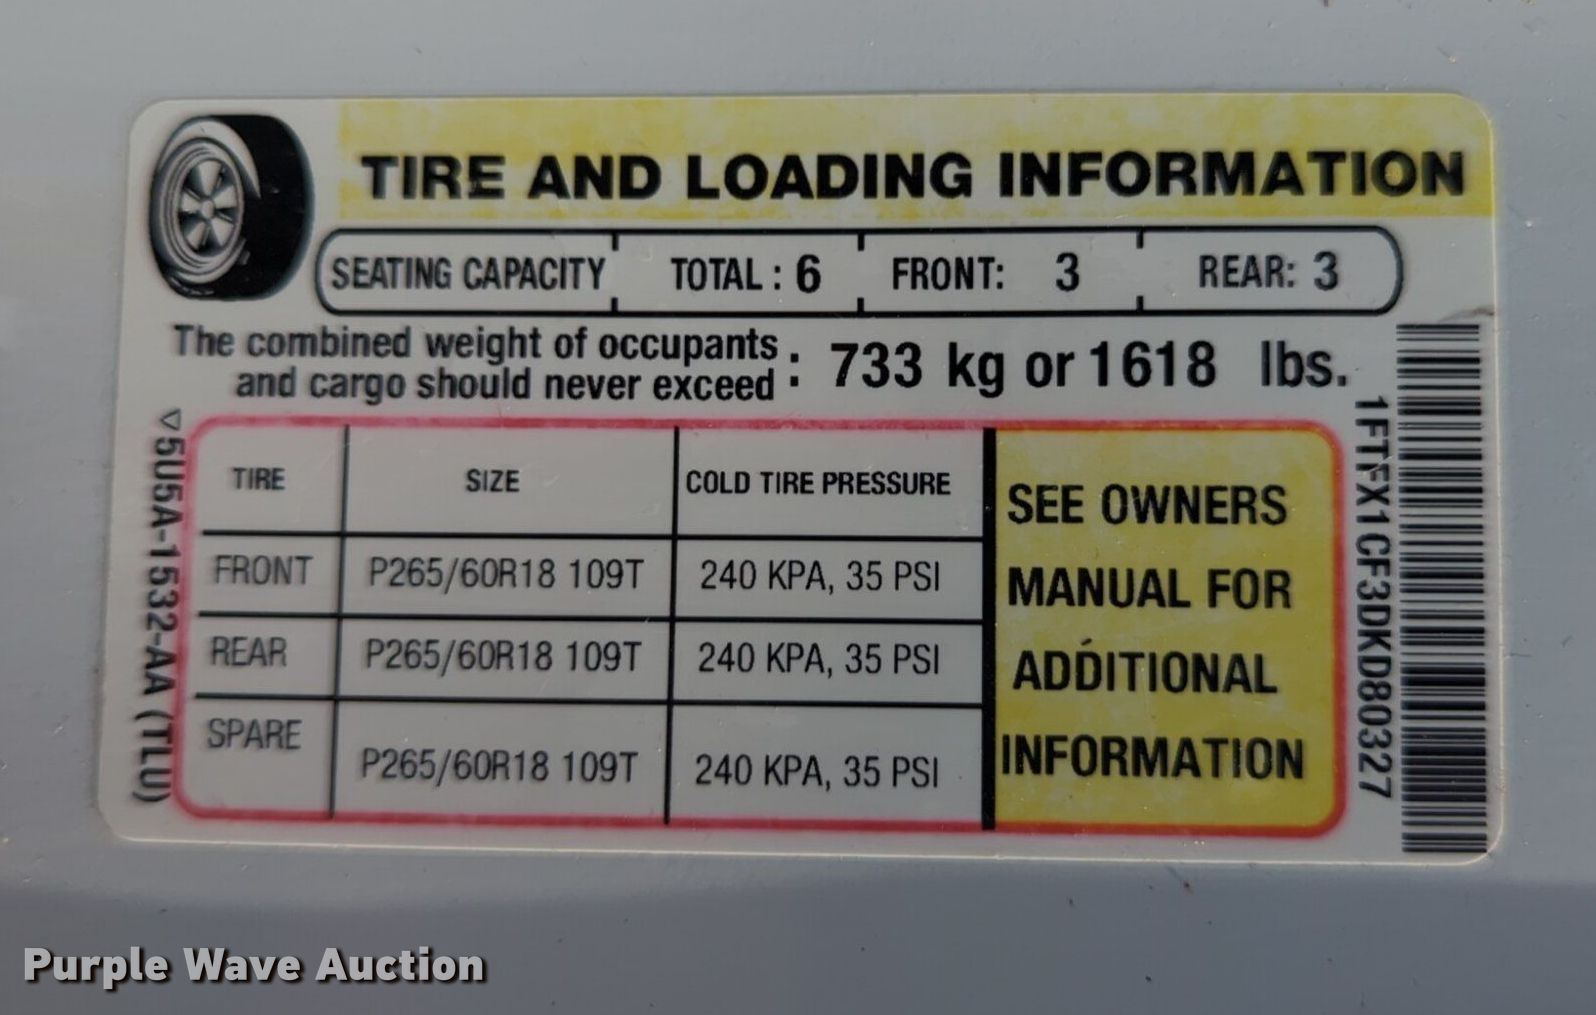 TIRE AND LOADING INFORMATION
SEATING CAPACITY TOTAL : 6 FRONT: 3 REAR: 3
The combined weight of occupants
and cargo should never exceed : 733 kg or 1618 lbs.
TIRE SIZE COLD TIRE PRESSURE
FRONT P265/60R18 109T 240 KPA, 35 PSI
REAR P265/60R18 109T 240 KPA, 35 PSI
SPARE P265/60R18 109T 240 KPA, 35 PSI
SEE OWNERS
MANUAL FOR
ADDITIONAL
INFORMATION
5U5A-1532-AA (TLU)
1FTFX1CF3DKD80327
Purple Wave Auction